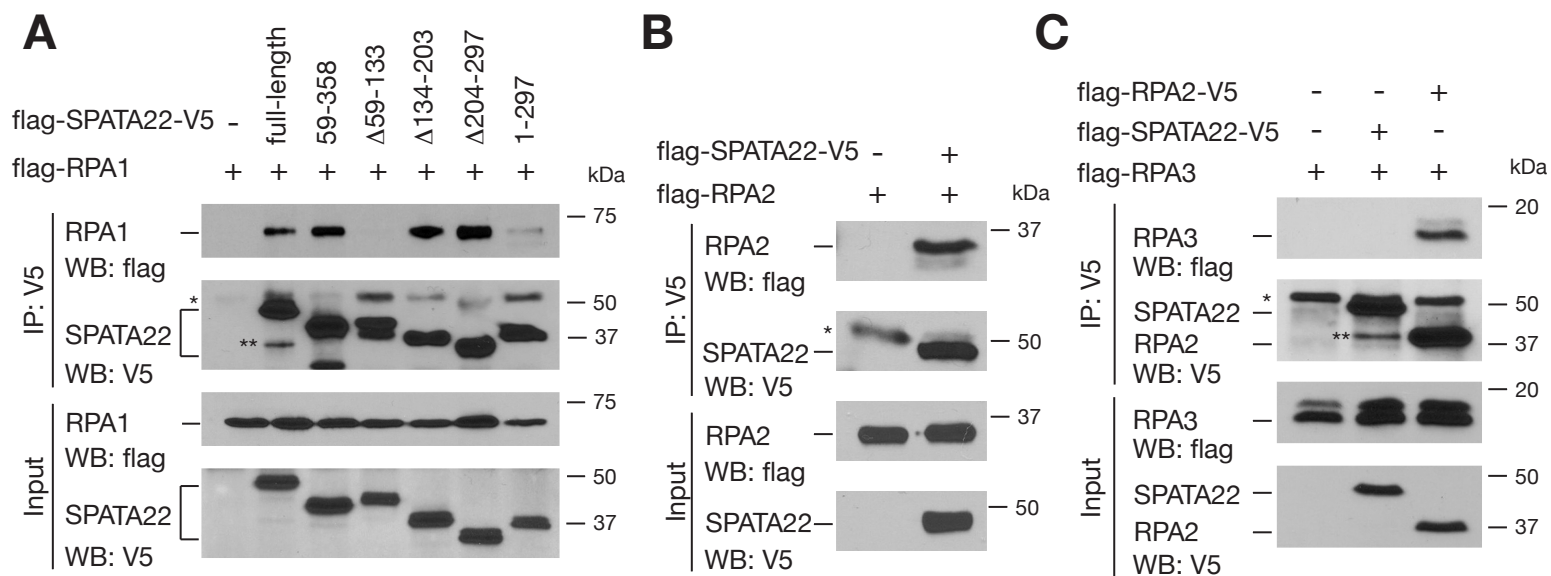 A
flag-SPATA22-V5 - full-length 59-358 Δ59-133 Δ134-203 Δ204-297 1-297
flag-RPA1 + + + + + + + kDa
IP: V5
RPA1 — — 75
WB: flag
* — 50
SPATA22 ** — 37
WB: V5
Input
RPA1 — — 75
WB: flag
— 50
SPATA22 — 37
WB: V5
B
flag-SPATA22-V5 - +
flag-RPA2 + + kDa
IP: V5
RPA2 — — 37
WB: flag
*
SPATA22 — — 50
WB: V5
Input
RPA2 — — 37
WB: flag
SPATA22 — — 50
WB: V5
C
flag-RPA2-V5 - - +
flag-SPATA22-V5 - + -
flag-RPA3 + + + kDa
IP: V5
— 20
RPA3 —
WB: flag
* — 50
SPATA22 —
**
RPA2 — — 37
WB: V5
Input
— 20
RPA3 —
WB: flag
— 50
SPATA22 —
RPA2 — — 37
WB: V5